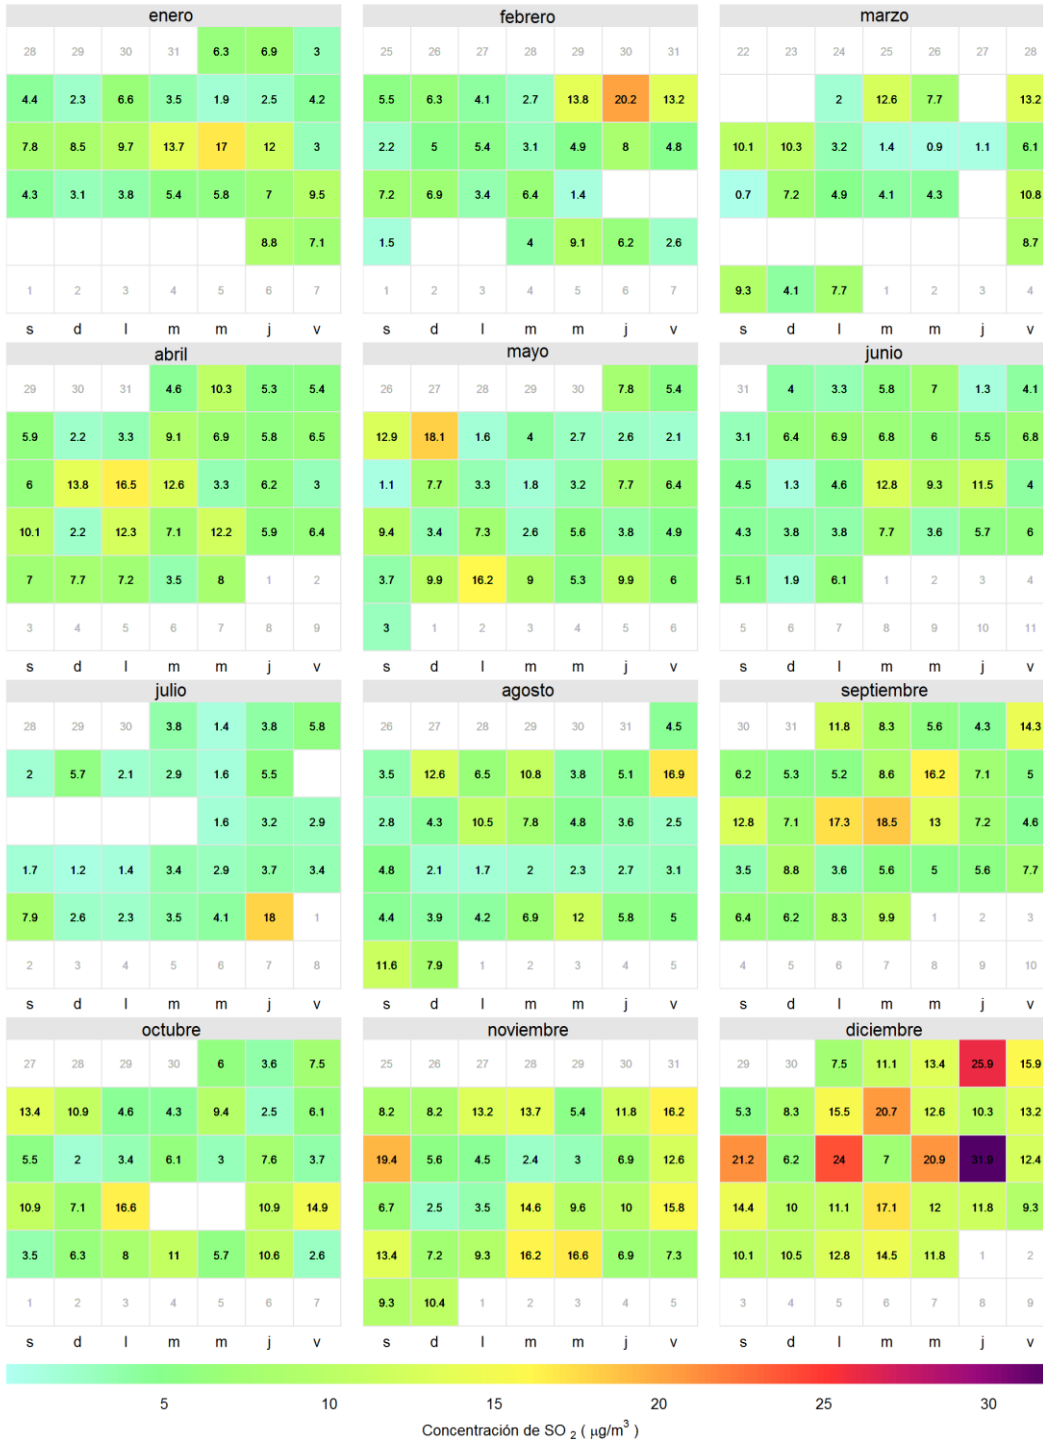 enero febrero marzo
28 29 30 31 6.3 6.9 3 25 26 27 28 29 30 31 22 23 24 25 26 27 28
4.4 2.3 6.6 3.5 1.9 2.5 4.2 5.5 6.3 4.1 2.7 13.8 20.2 13.2 2 12.6 7.7 13.2
7.8 8.5 9.7 13.7 17 12 3 2.2 5 5.4 3.1 4.9 8 4.8 10.1 10.3 3.2 1.4 0.9 1.1 6.1
4.3 3.1 3.8 5.4 5.8 7 9.5 7.2 6.9 3.4 6.4 1.4 0.7 7.2 4.9 4.1 4.3 10.8
8.8 7.1 1.5 4 9.1 6.2 2.6 8.7
1 2 3 4 5 6 7 1 2 3 4 5 6 7 9.3 4.1 7.7 1 2 3 4
s d l m m j v s d l m m j v s d l m m j v
abril mayo junio
29 30 31 4.6 10.3 5.3 5.4 26 27 28 29 30 7.8 5.4 31 4 3.3 5.8 7 1.3 4.1
5.9 2.2 3.3 9.1 6.9 5.8 6.5 12.9 18.1 1.6 4 2.7 2.6 2.1 3.1 6.4 6.9 6.8 6 5.5 6.8
6 13.8 16.5 12.6 3.3 6.2 3 1.1 7.7 3.3 1.8 3.2 7.7 6.4 4.5 1.3 4.6 12.8 9.3 11.5 4
10.1 2.2 12.3 7.1 12.2 5.9 6.4 9.4 3.4 7.3 2.6 5.6 3.8 4.9 4.3 3.8 3.8 7.7 3.6 5.7 6
7 7.7 7.2 3.5 8 1 2 3.7 9.9 16.2 9 5.3 9.9 6 5.1 1.9 6.1 1 2 3 4
3 4 5 6 7 8 9 3 1 2 3 4 5 6 5 6 7 8 9 10 11
s d l m m j v s d l m m j v s d l m m j v
julio agosto septiembre
28 29 30 3.8 1.4 3.8 5.8 26 27 28 29 30 31 4.5 30 31 11.8 8.3 5.6 4.3 14.3
2 5.7 2.1 2.9 1.6 5.5 3.5 12.6 6.5 10.8 3.8 5.1 16.9 6.2 5.3 5.2 8.6 16.2 7.1 5
1.6 3.2 2.9 2.8 4.3 10.5 7.8 4.8 3.6 2.5 12.8 7.1 17.3 18.5 13 7.2 4.6
1.7 1.2 1.4 3.4 2.9 3.7 3.4 4.8 2.1 1.7 2 2.3 2.7 3.1 3.5 8.8 3.6 5.6 5 5.6 7.7
7.9 2.6 2.3 3.5 4.1 18 1 4.4 3.9 4.2 6.9 12 5.8 5 6.4 6.2 8.3 9.9 1 2 3
2 3 4 5 6 7 8 11.6 7.9 1 2 3 4 5 4 5 6 7 8 9 10
s d l m m j v s d l m m j v s d l m m j v
octubre noviembre diciembre
27 28 29 30 6 3.6 7.5 25 26 27 28 29 30 31 29 30 7.5 11.1 13.4 25.9 15.9
13.4 10.9 4.6 4.3 9.4 2.5 6.1 8.2 8.2 13.2 13.7 5.4 11.8 16.2 5.3 8.3 15.5 20.7 12.6 10.3 13.2
5.5 2 3.4 6.1 3 7.6 3.7 19.4 5.6 4.5 2.4 3 6.9 12.6 21.2 6.2 24 7 20.9 31.9 12.4
10.9 7.1 16.6 10.9 14.9 6.7 2.5 3.5 14.6 9.6 10 15.8 14.4 10 11.1 17.1 12 11.8 9.3
3.5 6.3 8 11 5.7 10.6 2.6 13.4 7.2 9.3 16.2 16.6 6.9 7.3 10.1 10.5 12.8 14.5 11.8 1 2
1 2 3 4 5 6 7 9.3 10.4 1 2 3 4 5 3 4 5 6 7 8 9
s d l m m j v s d l m m j v s d l m m j v
5 10 15 20 25 30
Concentración de SO₂ ( µg/m³ )